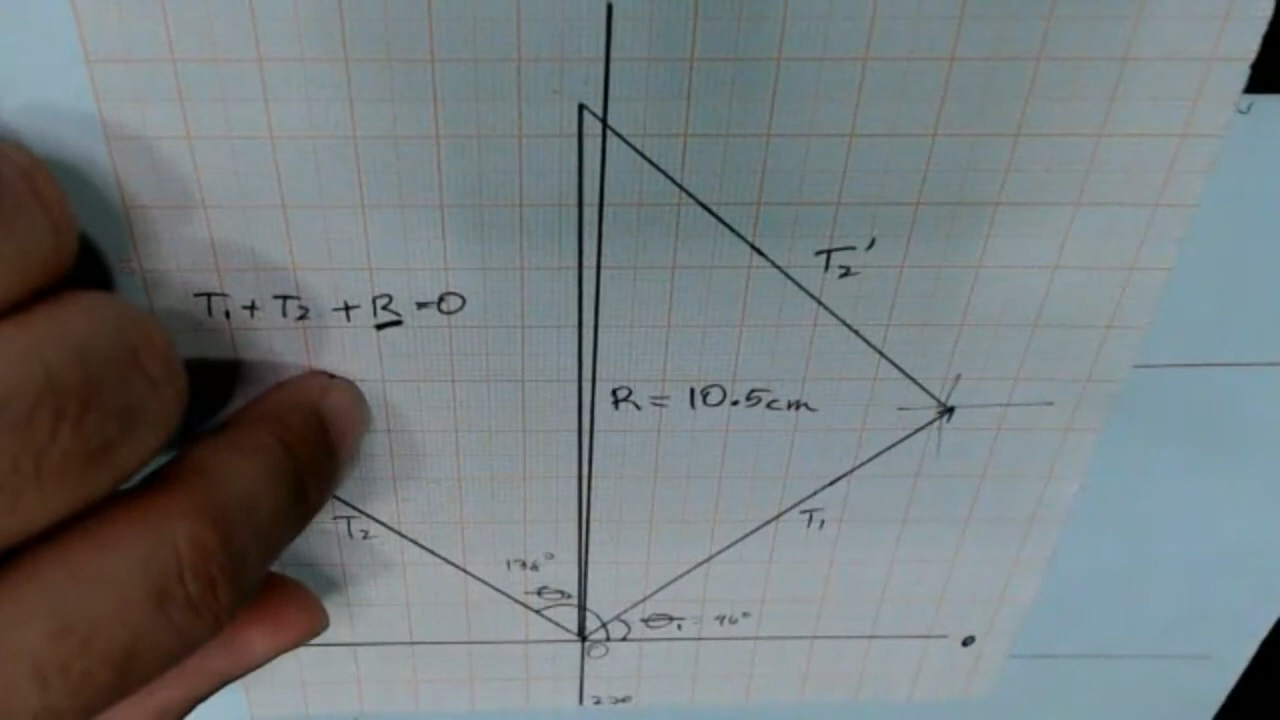 T₂'
T₁ + T₂ + R = 0
R = 10.5cm
T₂
T₁
136°
θ₂
θ₁ = 46°
O